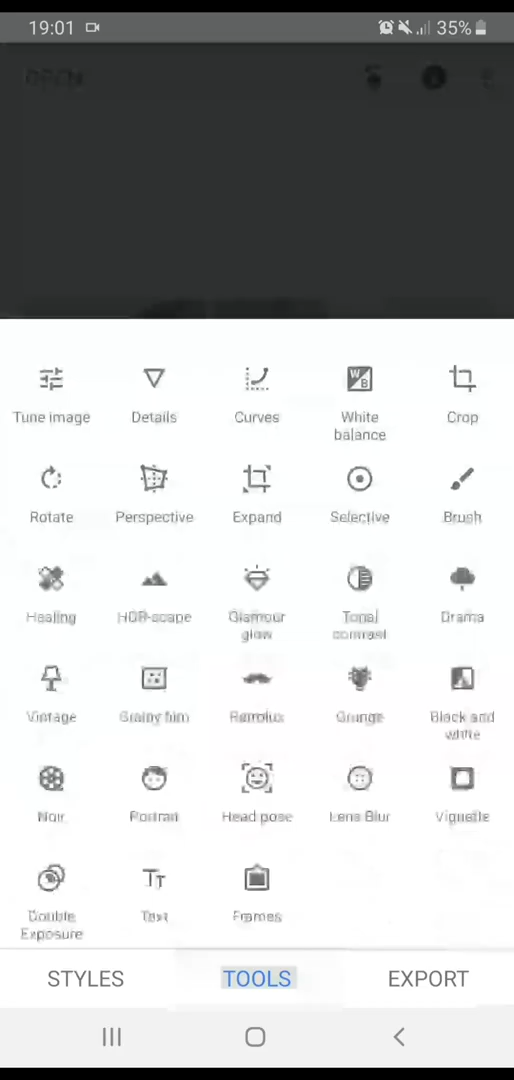 19:01
35%
OPEN
Tune image Details Curves White balance Crop
Rotate Perspective Expand Selective Brush
Healing HDR-scape Glamour glow Tonal contrast Drama
Vintage Grainy film Retrolux Grunge Black and white
Noir Portrait Head pose Lens Blur Vignette
Double Exposure Text Frames
STYLES TOOLS EXPORT